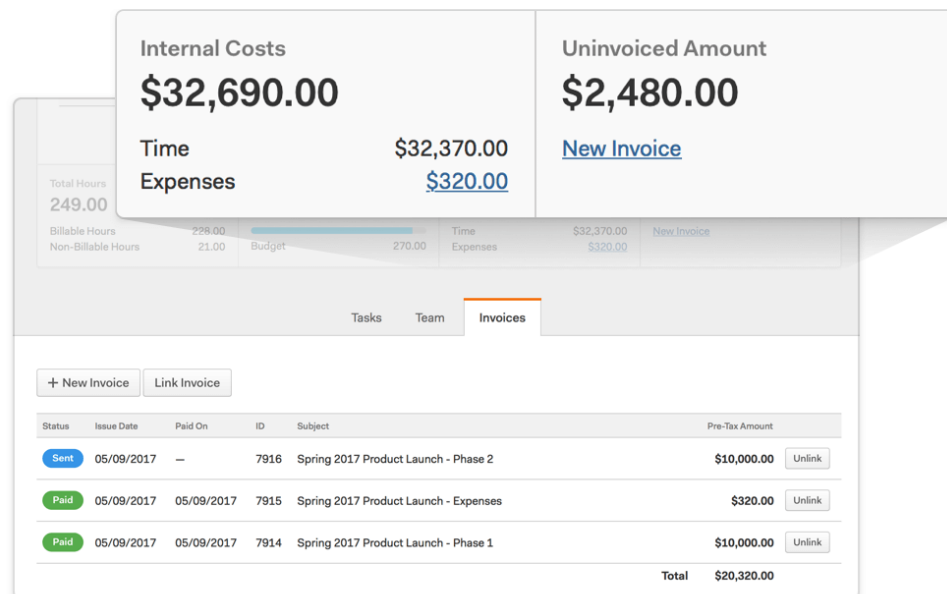 Internal Costs
$32,690.00
Time $32,370.00
Expenses $320.00
Uninvoiced Amount
$2,480.00
New Invoice
Total Hours
249.00
Billable Hours 228.00
Non-Billable Hours 21.00
Budget 270.00
Time $32,370.00
Expenses $320.00
New Invoice
Tasks Team Invoices
+ New Invoice Link Invoice
Status Issue Date Paid On ID Subject Pre-Tax Amount
Sent 05/09/2017 — 7916 Spring 2017 Product Launch - Phase 2 $10,000.00 Unlink
Paid 05/09/2017 05/09/2017 7915 Spring 2017 Product Launch - Expenses $320.00 Unlink
Paid 05/09/2017 05/09/2017 7914 Spring 2017 Product Launch - Phase 1 $10,000.00 Unlink
Total $20,320.00